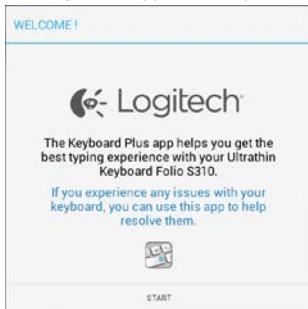 WELCOME !
Logitech
The Keyboard Plus app helps you get the
best typing experience with your Ultrathin
Keyboard Folio S310.
If you experience any issues with your
keyboard, you can use this app to help
resolve them.
START